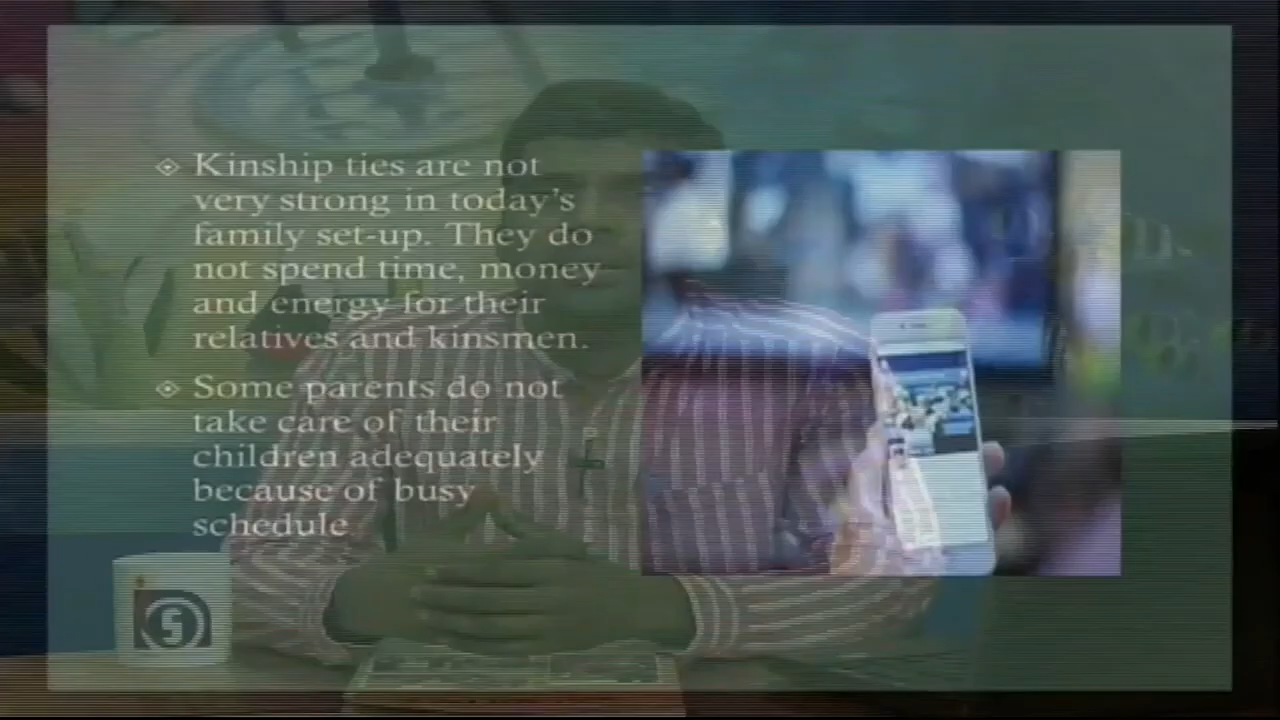 Kinship ties are not
very strong in today's
family set-up. They do
not spend time, money
and energy for their
relatives and kinsmen.
Some parents do not
take care of their
children adequately
because of busy
schedule